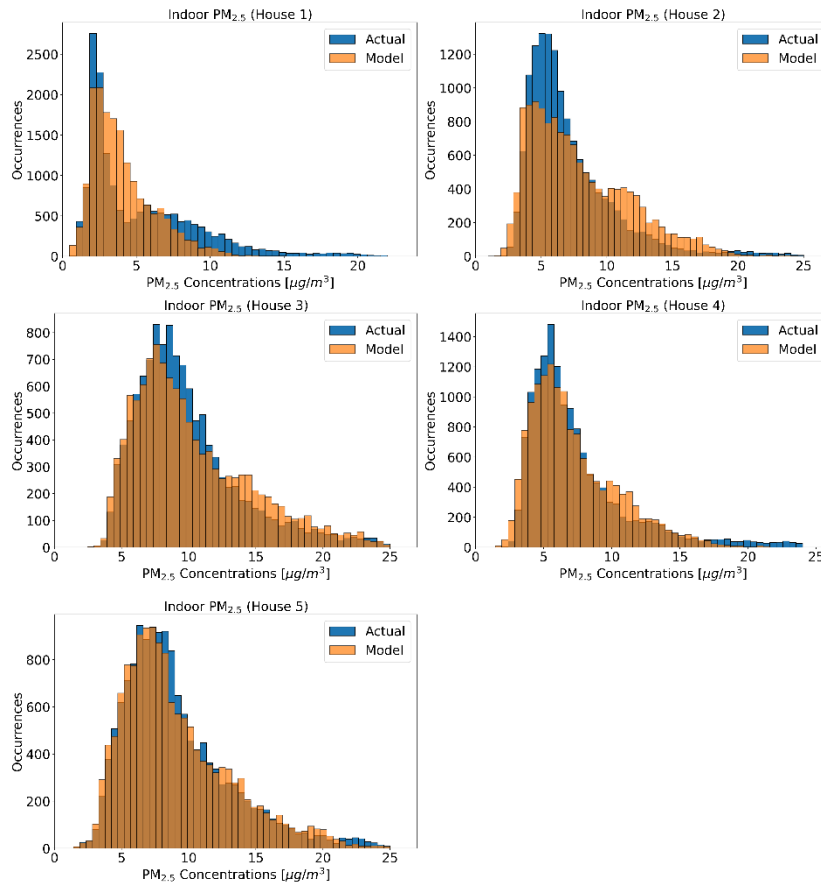 Indoor PM2.5 (House 1)
Actual
Model
Occurrences
2500
2000
1500
1000
500
0
0 5 10 15 20
PM2.5 Concentrations [μg/m³]
Indoor PM2.5 (House 2)
Actual
Model
Occurrences
1200
1000
800
600
400
200
0
0 5 10 15 20 25
PM2.5 Concentrations [μg/m³]
Indoor PM2.5 (House 3)
Actual
Model
Occurrences
800
700
600
500
400
300
200
100
0
0 5 10 15 20 25
PM2.5 Concentrations [μg/m³]
Indoor PM2.5 (House 4)
Actual
Model
Occurrences
1400
1200
1000
800
600
400
200
0
0 5 10 15 20
PM2.5 Concentrations [μg/m³]
Indoor PM2.5 (House 5)
Actual
Model
Occurrences
800
600
400
200
0
0 5 10 15 20 25
PM2.5 Concentrations [μg/m³]